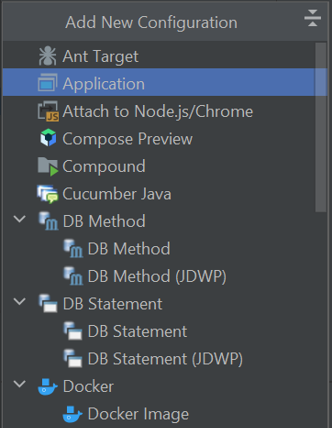 Add New Configuration
Ant Target
Application
Attach to Node.js/Chrome
Compose Preview
Compound
Cucumber Java
DB Method
DB Method
DB Method (JDWP)
DB Statement
DB Statement
DB Statement (JDWP)
Docker
Docker Image